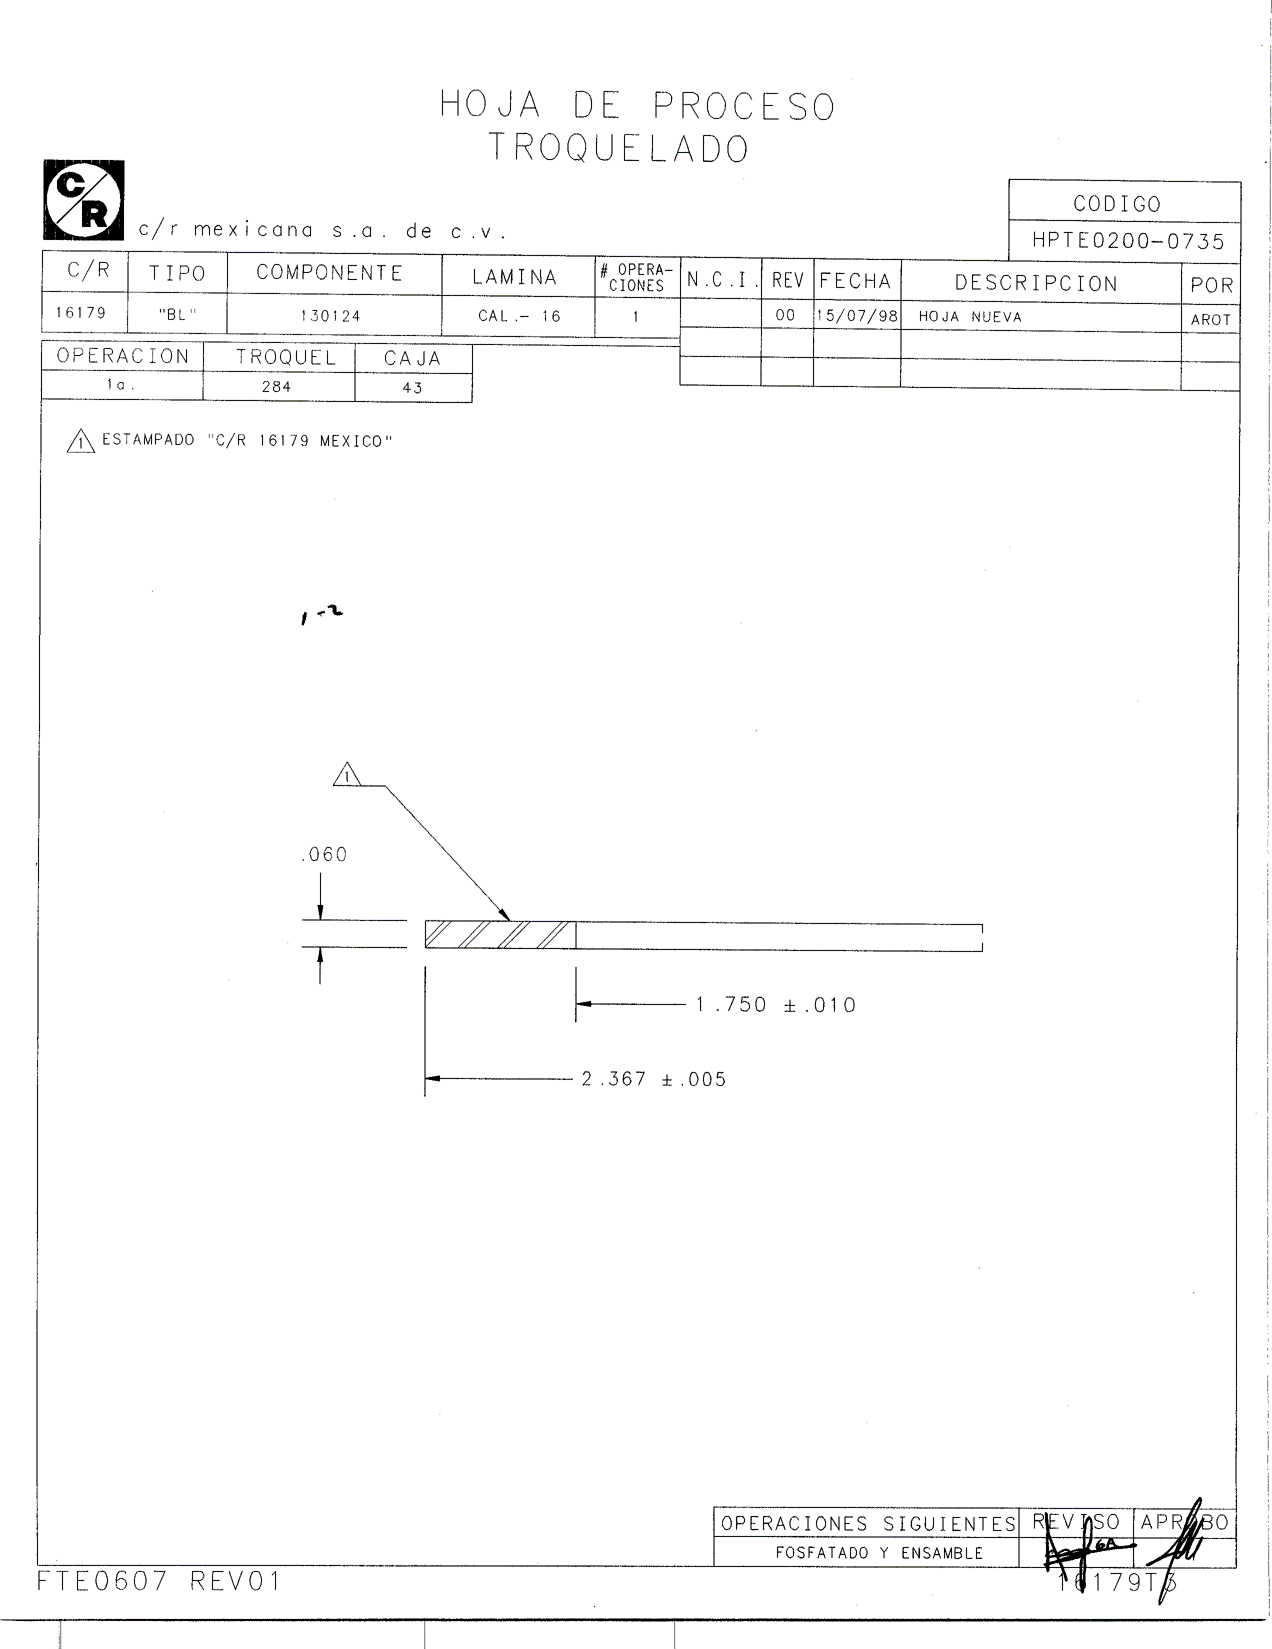 HOJA DE PROCESO
TROQUELADO
C/R
c/r mexicana s.a. de c.v.
CODIGO
HPTE0200-0735
C/R TIPO COMPONENTE LAMINA # OPERA-CIONES N.C.I. REV FECHA DESCRIPCION POR
16179 "BL" 130124 CAL.- 16 1 00 15/07/98 HOJA NUEVA AROT
OPERACION TROQUEL CAJA
1a. 284 43
1 ESTAMPADO "C/R 16179 MEXICO"
1-2
1
.060
1.750 ±.010
2.367 ±.005
OPERACIONES SIGUIENTES REVISO APROBO
FOSFATADO Y ENSAMBLE
FTE0607 REV01
16179T3